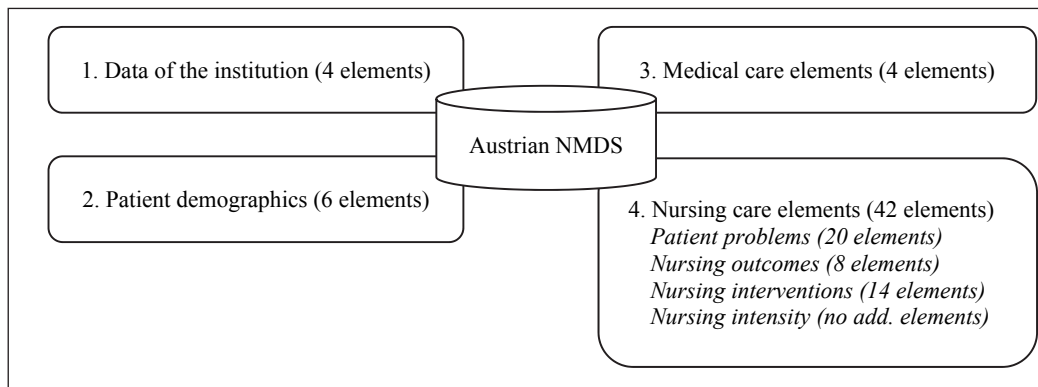 1. Data of the institution (4 elements)
3. Medical care elements (4 elements)
Austrian NMDS
2. Patient demographics (6 elements)
4. Nursing care elements (42 elements)
Patient problems (20 elements)
Nursing outcomes (8 elements)
Nursing interventions (14 elements)
Nursing intensity (no add. elements)